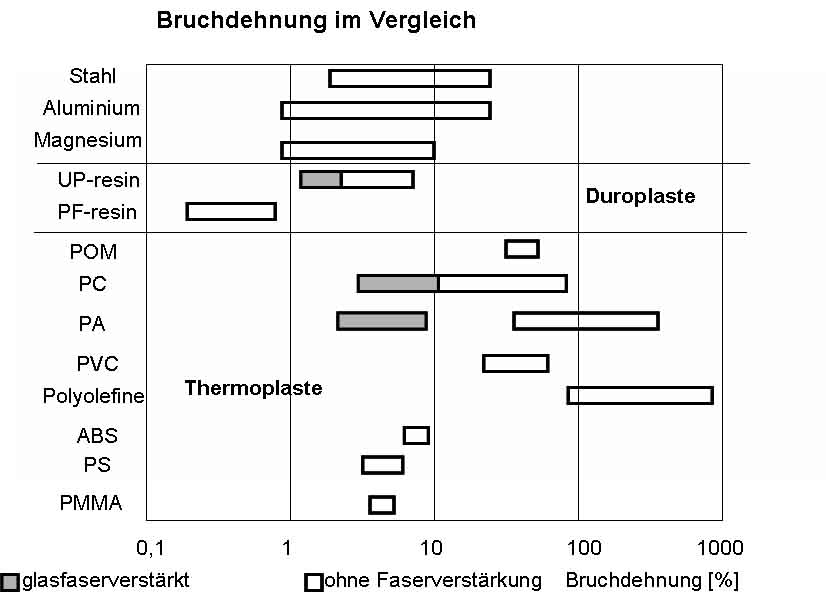 Bruchdehnung im Vergleich
Stahl
Aluminium
Magnesium
UP-resin
PF-resin
Duroplaste
POM
PC
PA
PVC
Thermoplaste
Polyolefine
ABS
PS
PMMA
0,1 1 10 100 1000
glasfaserverstärkt ohne Faserverstärkung Bruchdehnung [%]